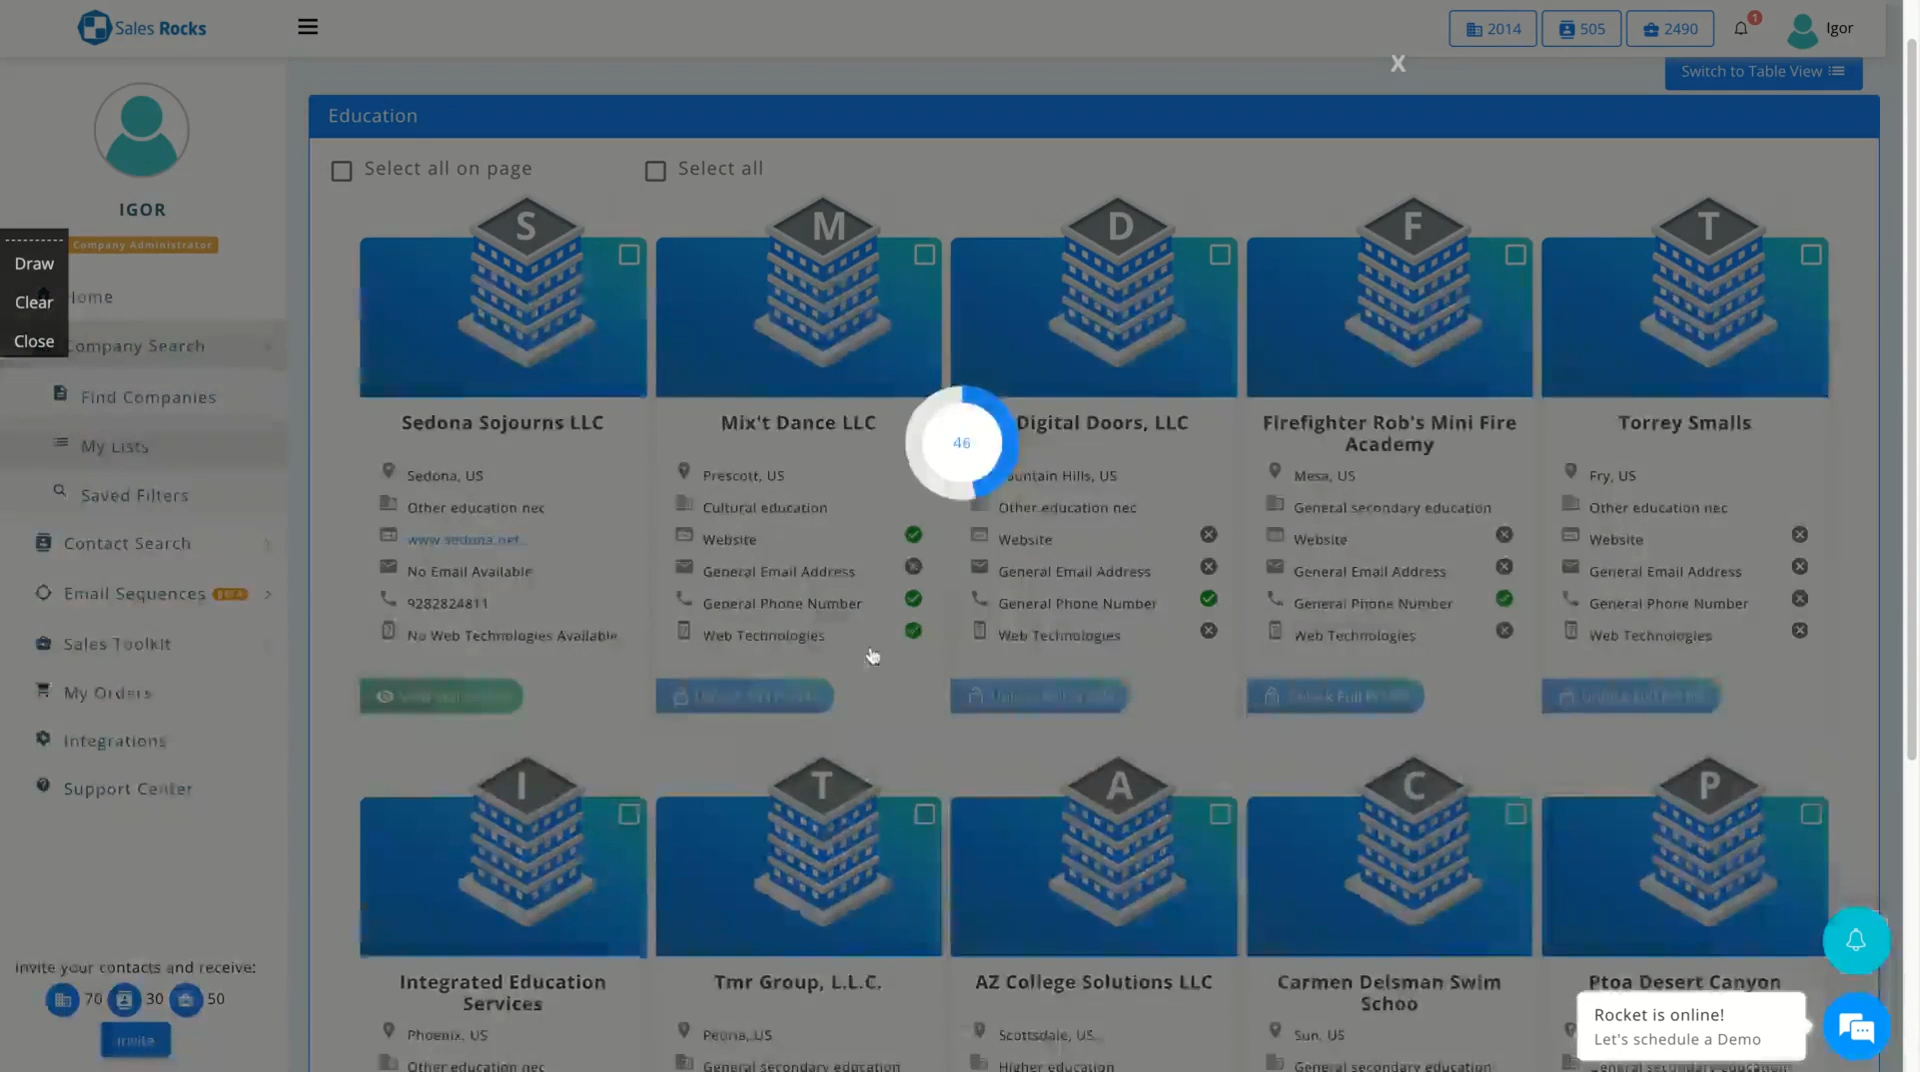 Sales Rocks
2014
505
2490
1
Igor
X
Switch to Table View
IGOR
Company Administrator
Draw
Clear
Close
Home
Company Search
Find Companies
My Lists
Saved Filters
Contact Search
Email Sequences
Sales Toolkit
My Orders
Integrations
Support Center
Invite your contacts and receive:
70
30
50
Invite
Education
Select all on page
Select all
S
M
D
F
T
Sedona Sojourns LLC
Sedona, US
Other education nec
www.sedona.net..
No Email Available
9282824811
No Web Technologies Available
Mix't Dance LLC
Prescott, US
Cultural education
Website
General Email Address
General Phone Number
Web Technologies
46
Digital Doors, LLC
ountain Hills, US
Other education nec
Website
General Email Address
General Phone Number
Web Technologies
Firefighter Rob's Mini Fire
Academy
Mesa, US
General secondary education
Website
General Email Address
General Phone Number
Web Technologies
Unlock Full
Torrey Smalls
Fry, US
Other education nec
Website
General Email Address
General Phone Number
Web Technologies
I
T
A
C
P
Integrated Education
Services
Phoenix, US
Other education nec
Tmr Group, L.L.C.
Peoria, US
General secondary education
AZ College Solutions LLC
Scottsdale, US
Higher education
Carmen Delsman Swim
Schoo
Sun, US
General secondary education
Ptoa Desert Canyon
Rocket is online!
Let's schedule a Demo